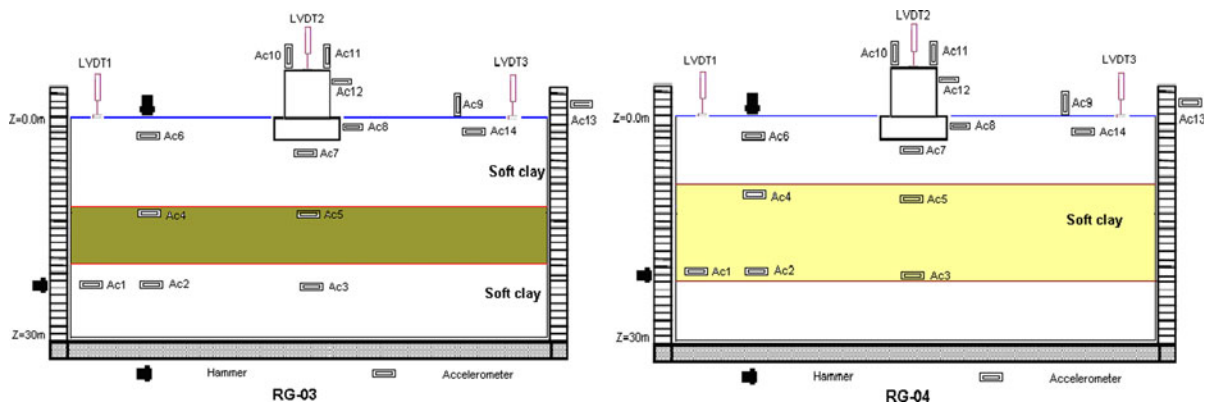 LVDT2
Ac10
Ac11
LVDT1
LVDT3
Ac12
Ac9
Z=0.0m
Ac13
Ac6
Ac8
Ac14
Ac7
Soft clay
Ac4
Ac5
Ac1
Ac2
Ac3
Soft clay
Z=30m
Hammer
Accelerometer
RG-03
LVDT2
Ac10
Ac11
LVDT1
LVDT3
Ac12
Ac9
Z=0.0m
Ac13
Ac6
Ac8
Ac14
Ac7
Ac4
Ac5
Soft clay
Ac1
Ac2
Ac3
Z=30m
Hammer
Accelerometer
RG-04